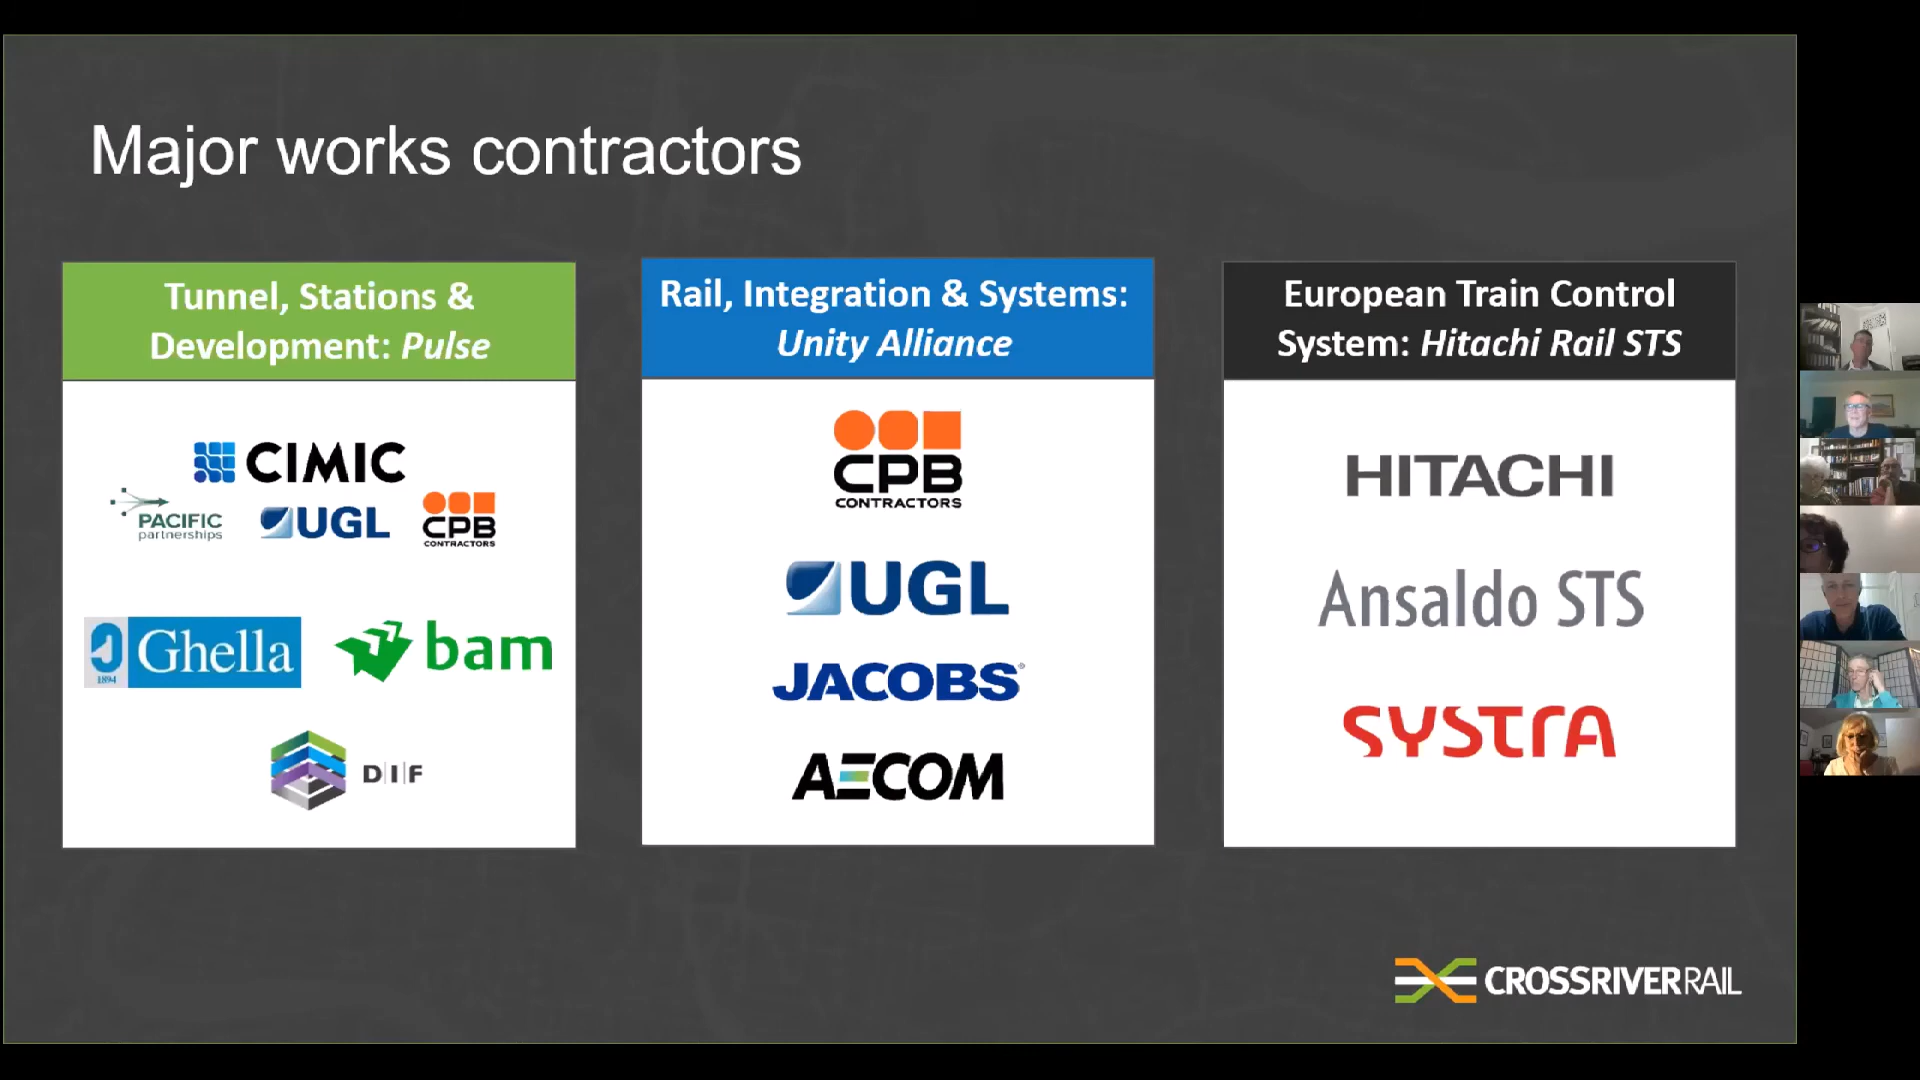 Major works contractors
Tunnel, Stations &
Development: Pulse
CIMIC
PACIFIC
partnerships
UGL
CPB
CONTRACTORS
Ghella
1894
bam
D|I|F
Rail, Integration & Systems:
Unity Alliance
CPB
CONTRACTORS
UGL
JACOBS®
AECOM
European Train Control
System: Hitachi Rail STS
HITACHI
Ansaldo STS
SYSTRA
CROSSRIVERRAIL